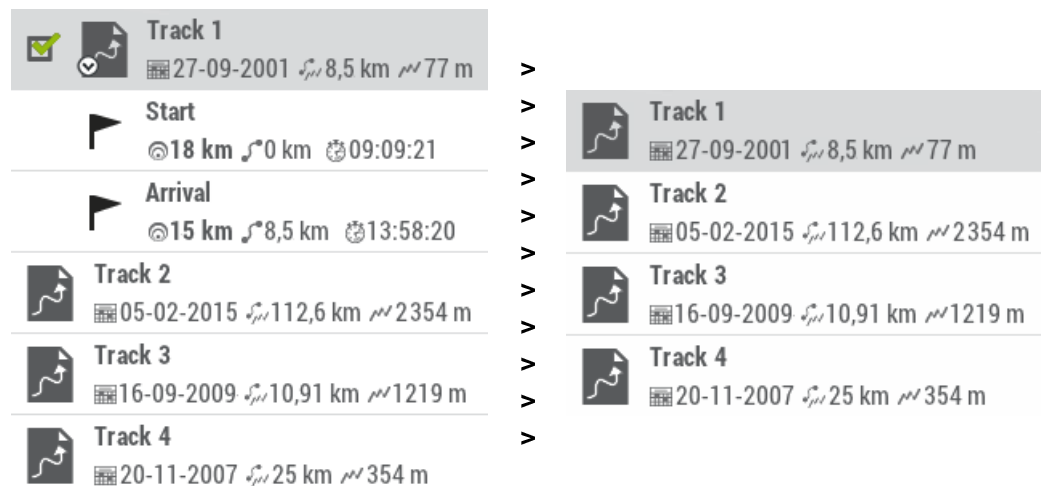 Track 1
27-09-2001 8,5 km 77 m
Start
18 km 0 km 09:09:21
Arrival
15 km 8,5 km 13:58:20
Track 2
05-02-2015 112,6 km 2354 m
Track 3
16-09-2009 10,91 km 1219 m
Track 4
20-11-2007 25 km 354 m
>
>
>
>
>
>
>
>
>
>
>
Track 1
27-09-2001 8,5 km 77 m
Track 2
05-02-2015 112,6 km 2354 m
Track 3
16-09-2009 10,91 km 1219 m
Track 4
20-11-2007 25 km 354 m